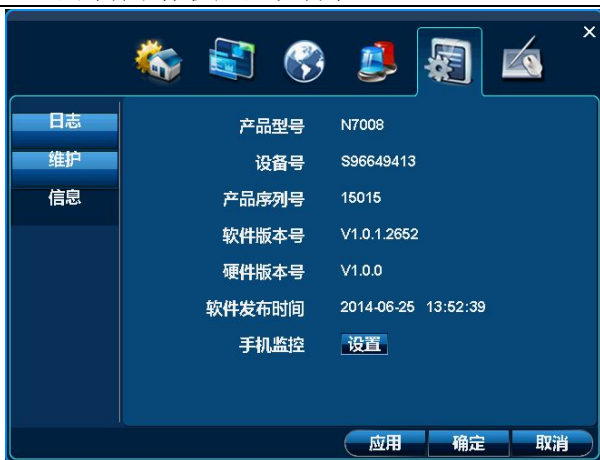 日志
维护
信息
产品型号 N7008
设备号 S96649413
产品序列号 15015
软件版本号 V1.0.1.2652
硬件版本号 V1.0.0
软件发布时间 2014-06-25 13:52:39
手机监控 设置
应用 确定 取消